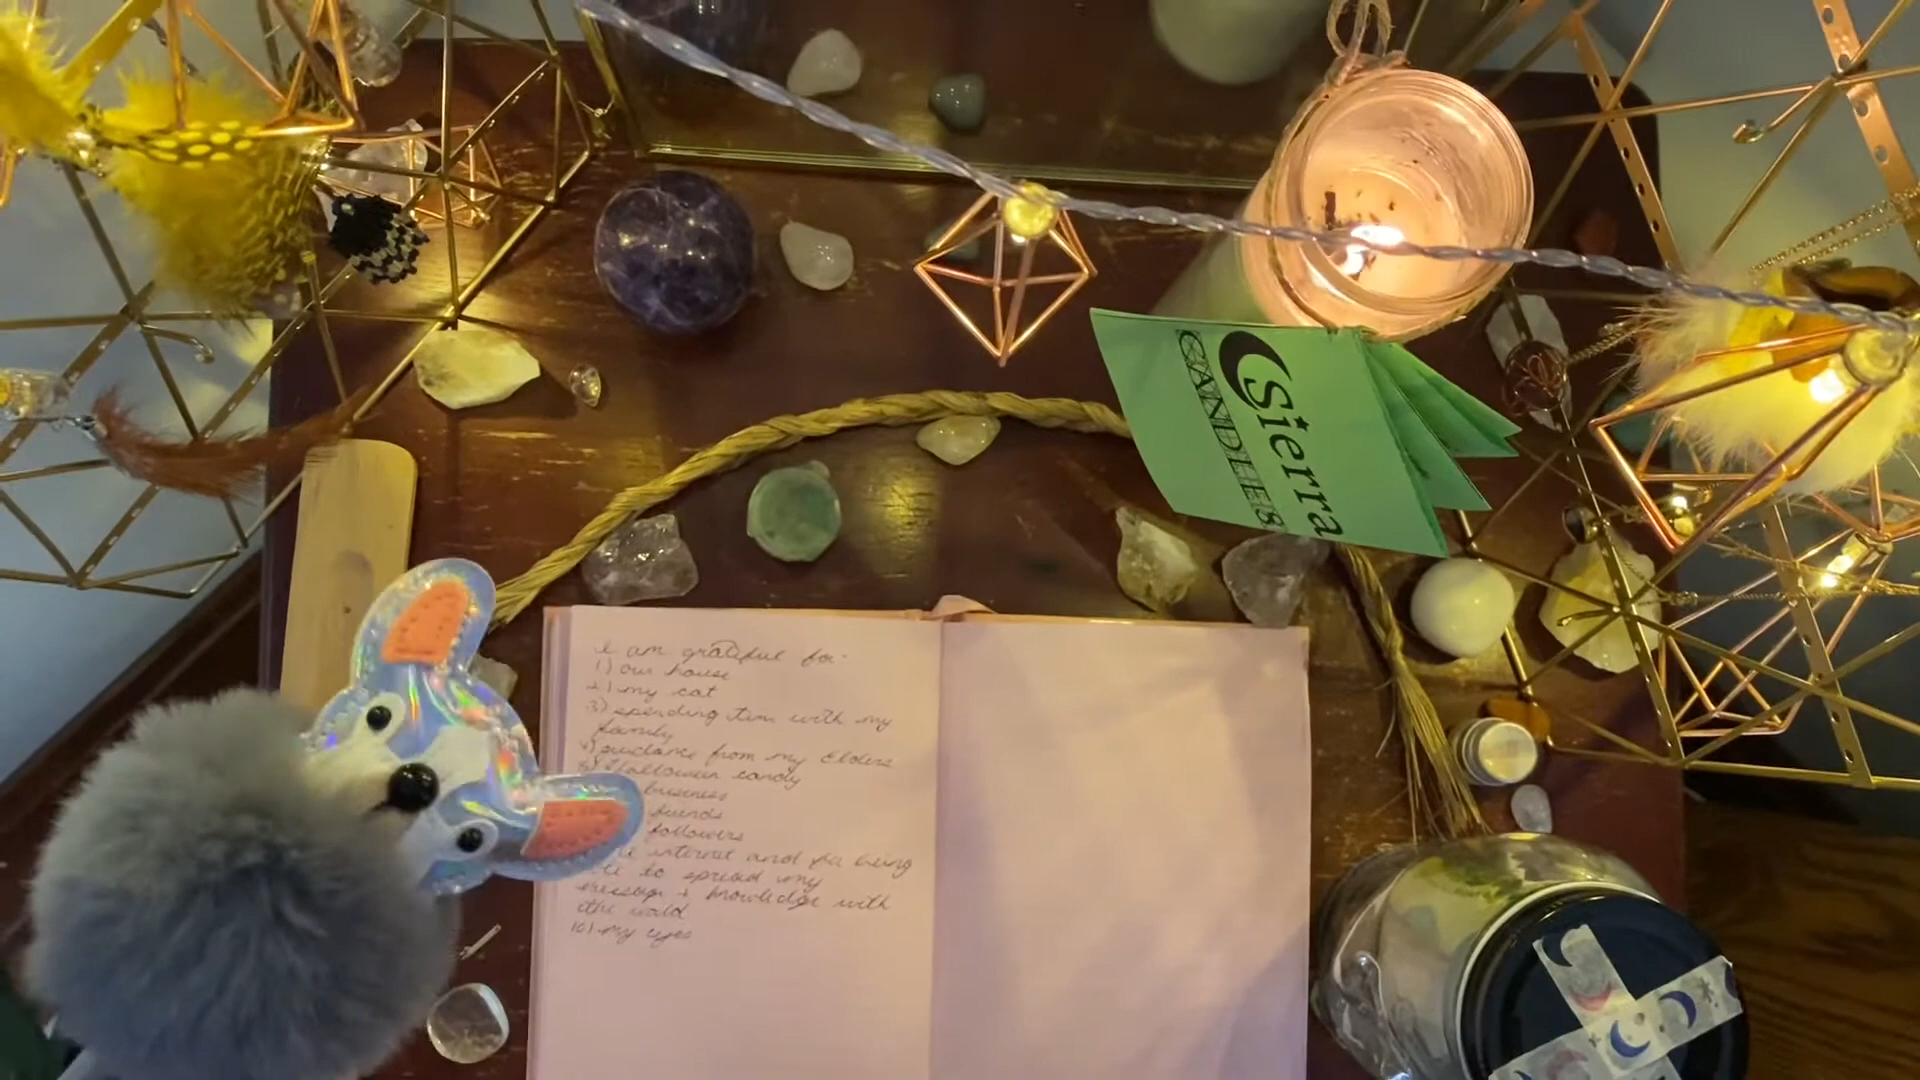 Sierra
CANDLES
I am grateful for:
1) our house
2) my cat
3) spending tim with my
family
4) guidance from my Elders
5) Halloween candy
business
friends
followers
internet and for being
to spread my
message + knowledge with
the world
10) my eyes